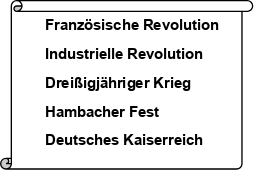 Französische Revolution
Industrielle Revolution
Dreißigjähriger Krieg
Hambacher Fest
Deutsches Kaiserreich